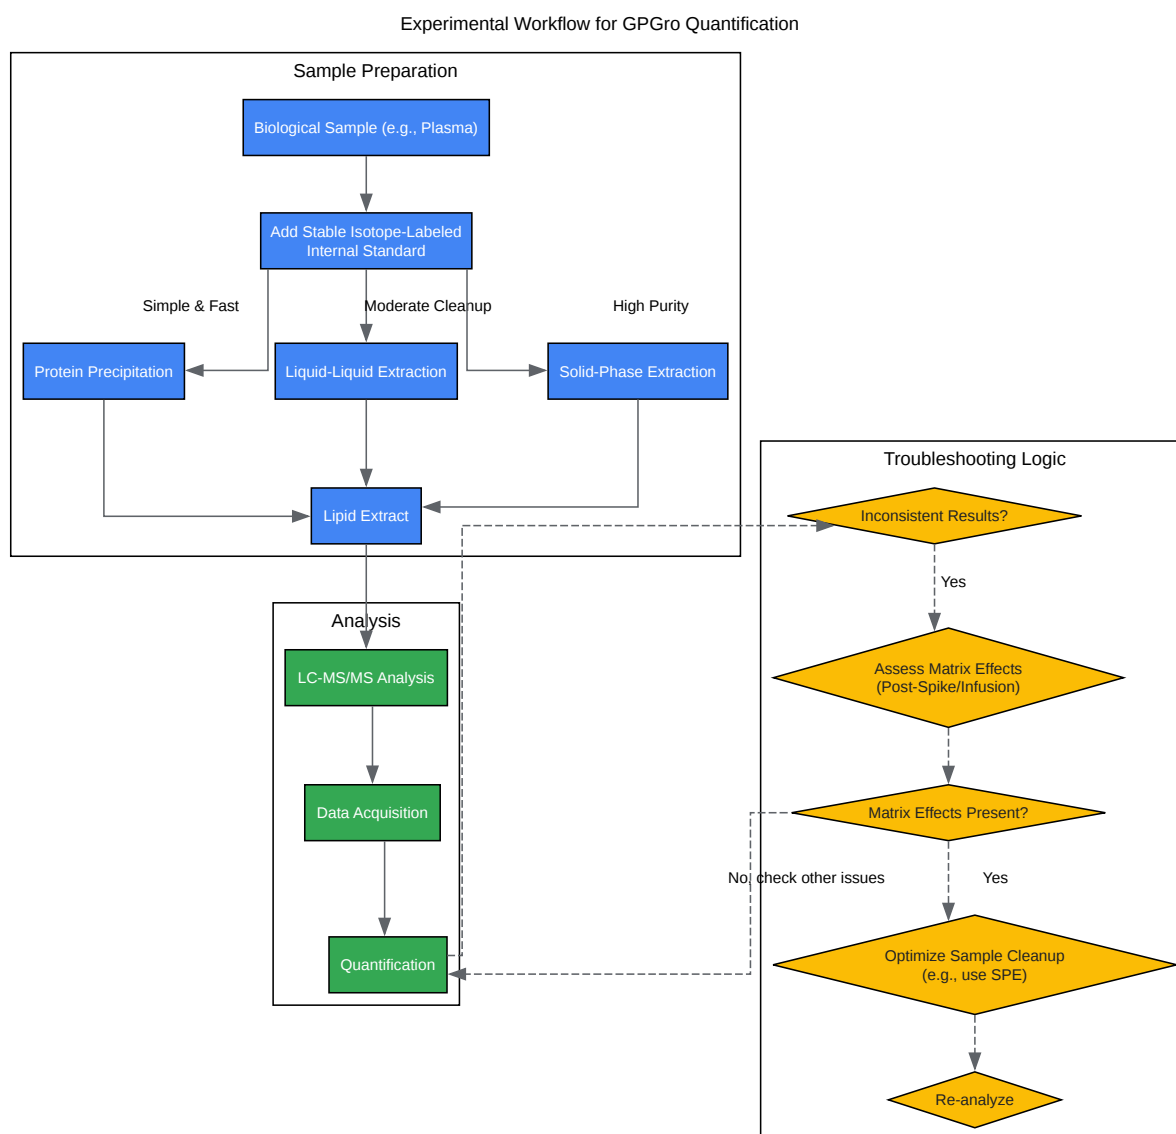 Experimental Workflow for GPGro Quantification
Sample Preparation
Biological Sample (e.g., Plasma)
Add Stable Isotope-Labeled
Internal Standard
Simple & Fast
Moderate Cleanup
High Purity
Protein Precipitation
Liquid-Liquid Extraction
Solid-Phase Extraction
Lipid Extract
Analysis
LC-MS/MS Analysis
Data Acquisition
Quantification
Troubleshooting Logic
Inconsistent Results?
Yes
Assess Matrix Effects
(Post-Spike/Infusion)
Matrix Effects Present?
No, check other issues
Yes
Optimize Sample Cleanup
(e.g., use SPE)
Re-analyze